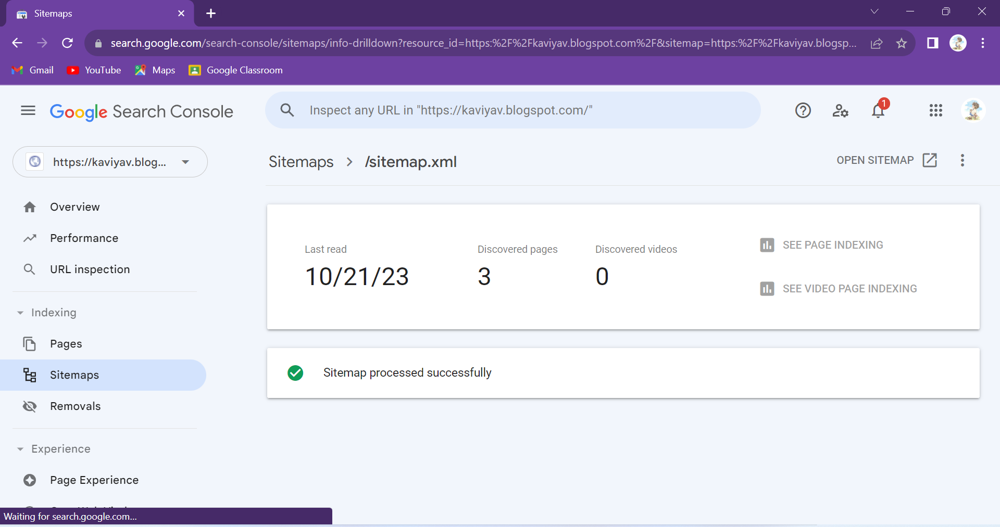 Sitemaps
search.google.com/search-console/sitemaps/info-drilldown?resource_id=https:%2F%2Fkaviyav.blogspot.com%2F&sitemap=https:%2F%2Fkaviyav.blogsp...
Gmail
YouTube
Maps
Google Classroom
Google Search Console
Inspect any URL in "https://kaviyav.blogspot.com/"
1
https://kaviyav.blog...
Sitemaps > /sitemap.xml
OPEN SITEMAP
Overview
Performance
URL inspection
Indexing
Pages
Sitemaps
Removals
Experience
Page Experience
Last read
10/21/23
Discovered pages
3
Discovered videos
0
SEE PAGE INDEXING
SEE VIDEO PAGE INDEXING
Sitemap processed successfully
Waiting for search.google.com...